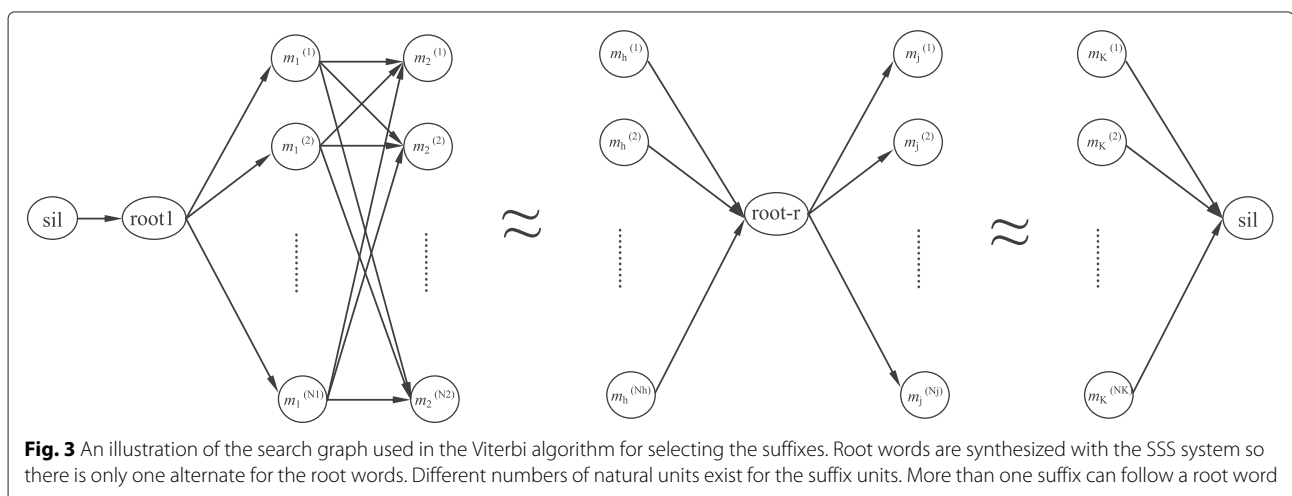 m₁⁽¹⁾ m₂⁽¹⁾ mₕ⁽¹⁾ mⱼ⁽¹⁾ m_K⁽¹⁾
m₁⁽²⁾ m₂⁽²⁾ mₕ⁽²⁾ mⱼ⁽²⁾ m_K⁽²⁾
sil root1 ≈ root-r ≈ sil
m₁⁽ᴺ¹⁾ m₂⁽ᴺ²⁾ mₕ⁽ᴺʰ⁾ mⱼ⁽ᴺʲ⁾ m_K⁽ᴺᴷ⁾
Fig. 3 An illustration of the search graph used in the Viterbi algorithm for selecting the suffixes. Root words are synthesized with the SSS system so
there is only one alternate for the root words. Different numbers of natural units exist for the suffix units. More than one suffix can follow a root word